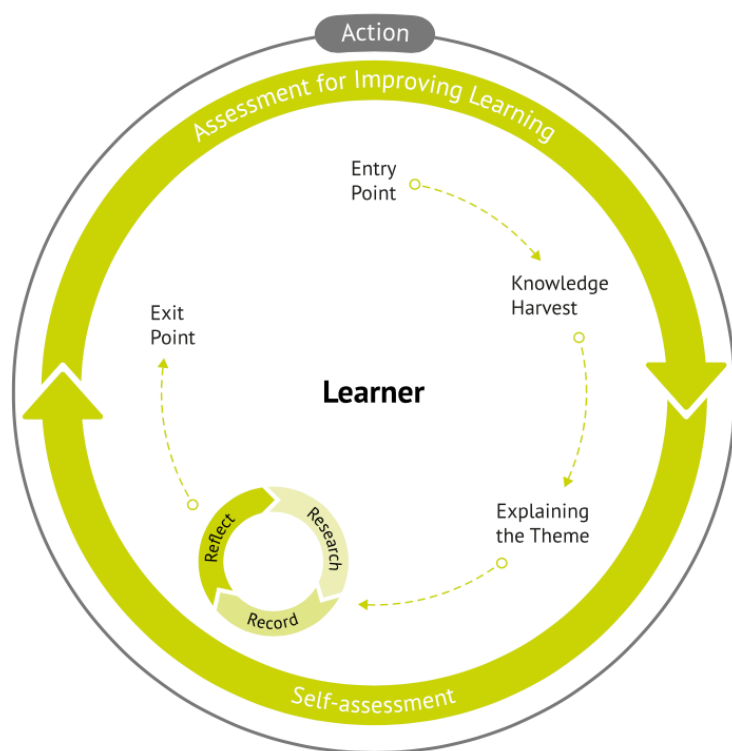 Action
Assessment for Improving Learning
Entry
Point
Knowledge
Harvest
Exit
Point
Learner
Explaining
the Theme
Reflect
Research
Record
Self-assessment